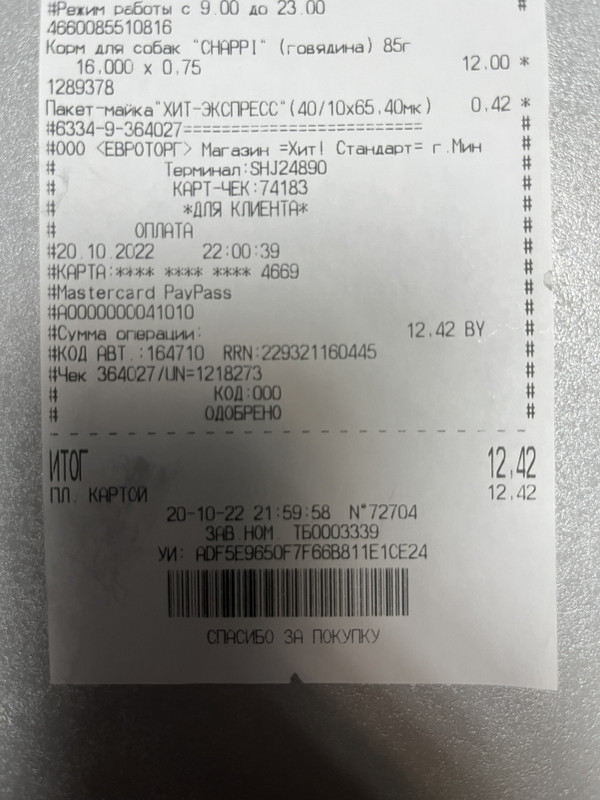 #Режим работы с 9.00 до 23.00 #
4660085510816
Корм для собак "CHAPPI" (говядина) 85г
16,000 x 0,75 12,00 *
1289378
Пакет-майка"ХИТ-ЭКСПРЕСС"(40/10x65,40мк) 0,42 *
#6334-9-364027========================= #
#ООО <ЕВРОТОРГ> Магазин =Хит! Стандарт= г.Мин #
# Терминал:SHJ24890 #
# КАРТ-ЧЕК:74183 #
# *ДЛЯ КЛИЕНТА* #
# ОПЛАТА #
#20.10.2022 22:00:39 #
#КАРТА:**** **** **** 4669 #
#Mastercard PayPass #
#A0000000041010 #
#Сумма операции: 12.42 BY #
#КОД АВТ.:164710 RRN:229321160445 #
#Чек 364027/UN=1218273 #
# КОД:000 #
# ОДОБРЕНО #
ИТОГ 12,42
ПЛ. КАРТОЙ 12,42
20-10-22 21:59:58 N°72704
ЗАВ НОМ ТБ0003339
УИ: ADF5E9650F7F66B811E1CE24
СПАСИБО ЗА ПОКУПКУ